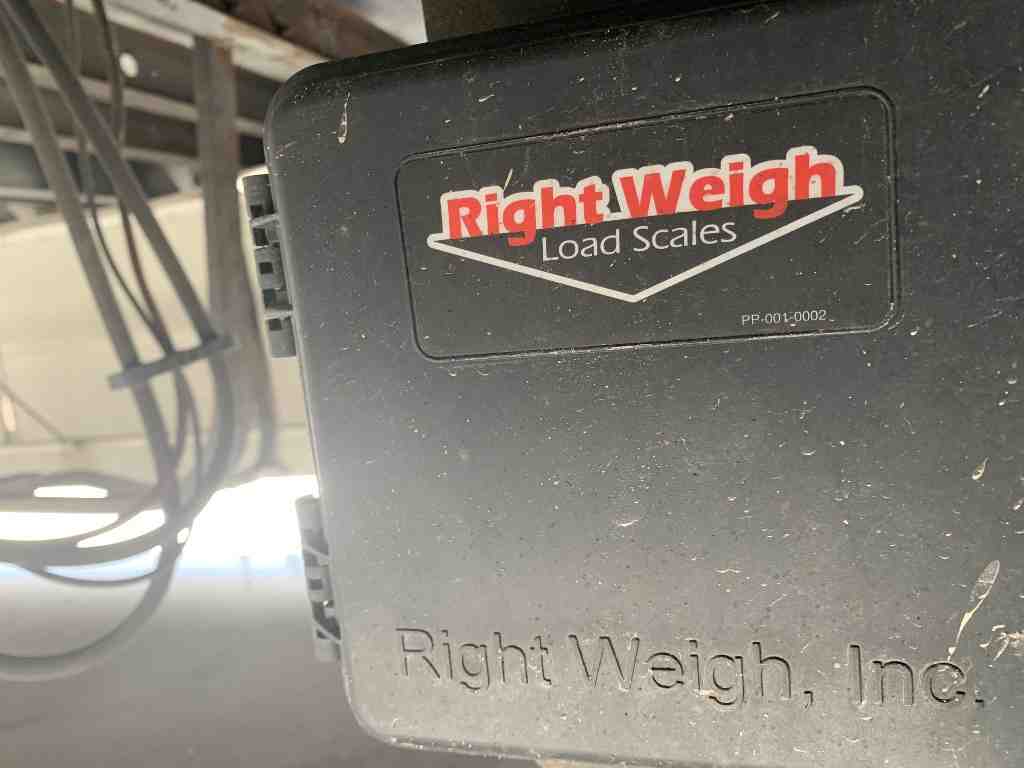 Right Weigh
Load Scales
PP-001-0002
Right Weigh, Inc.